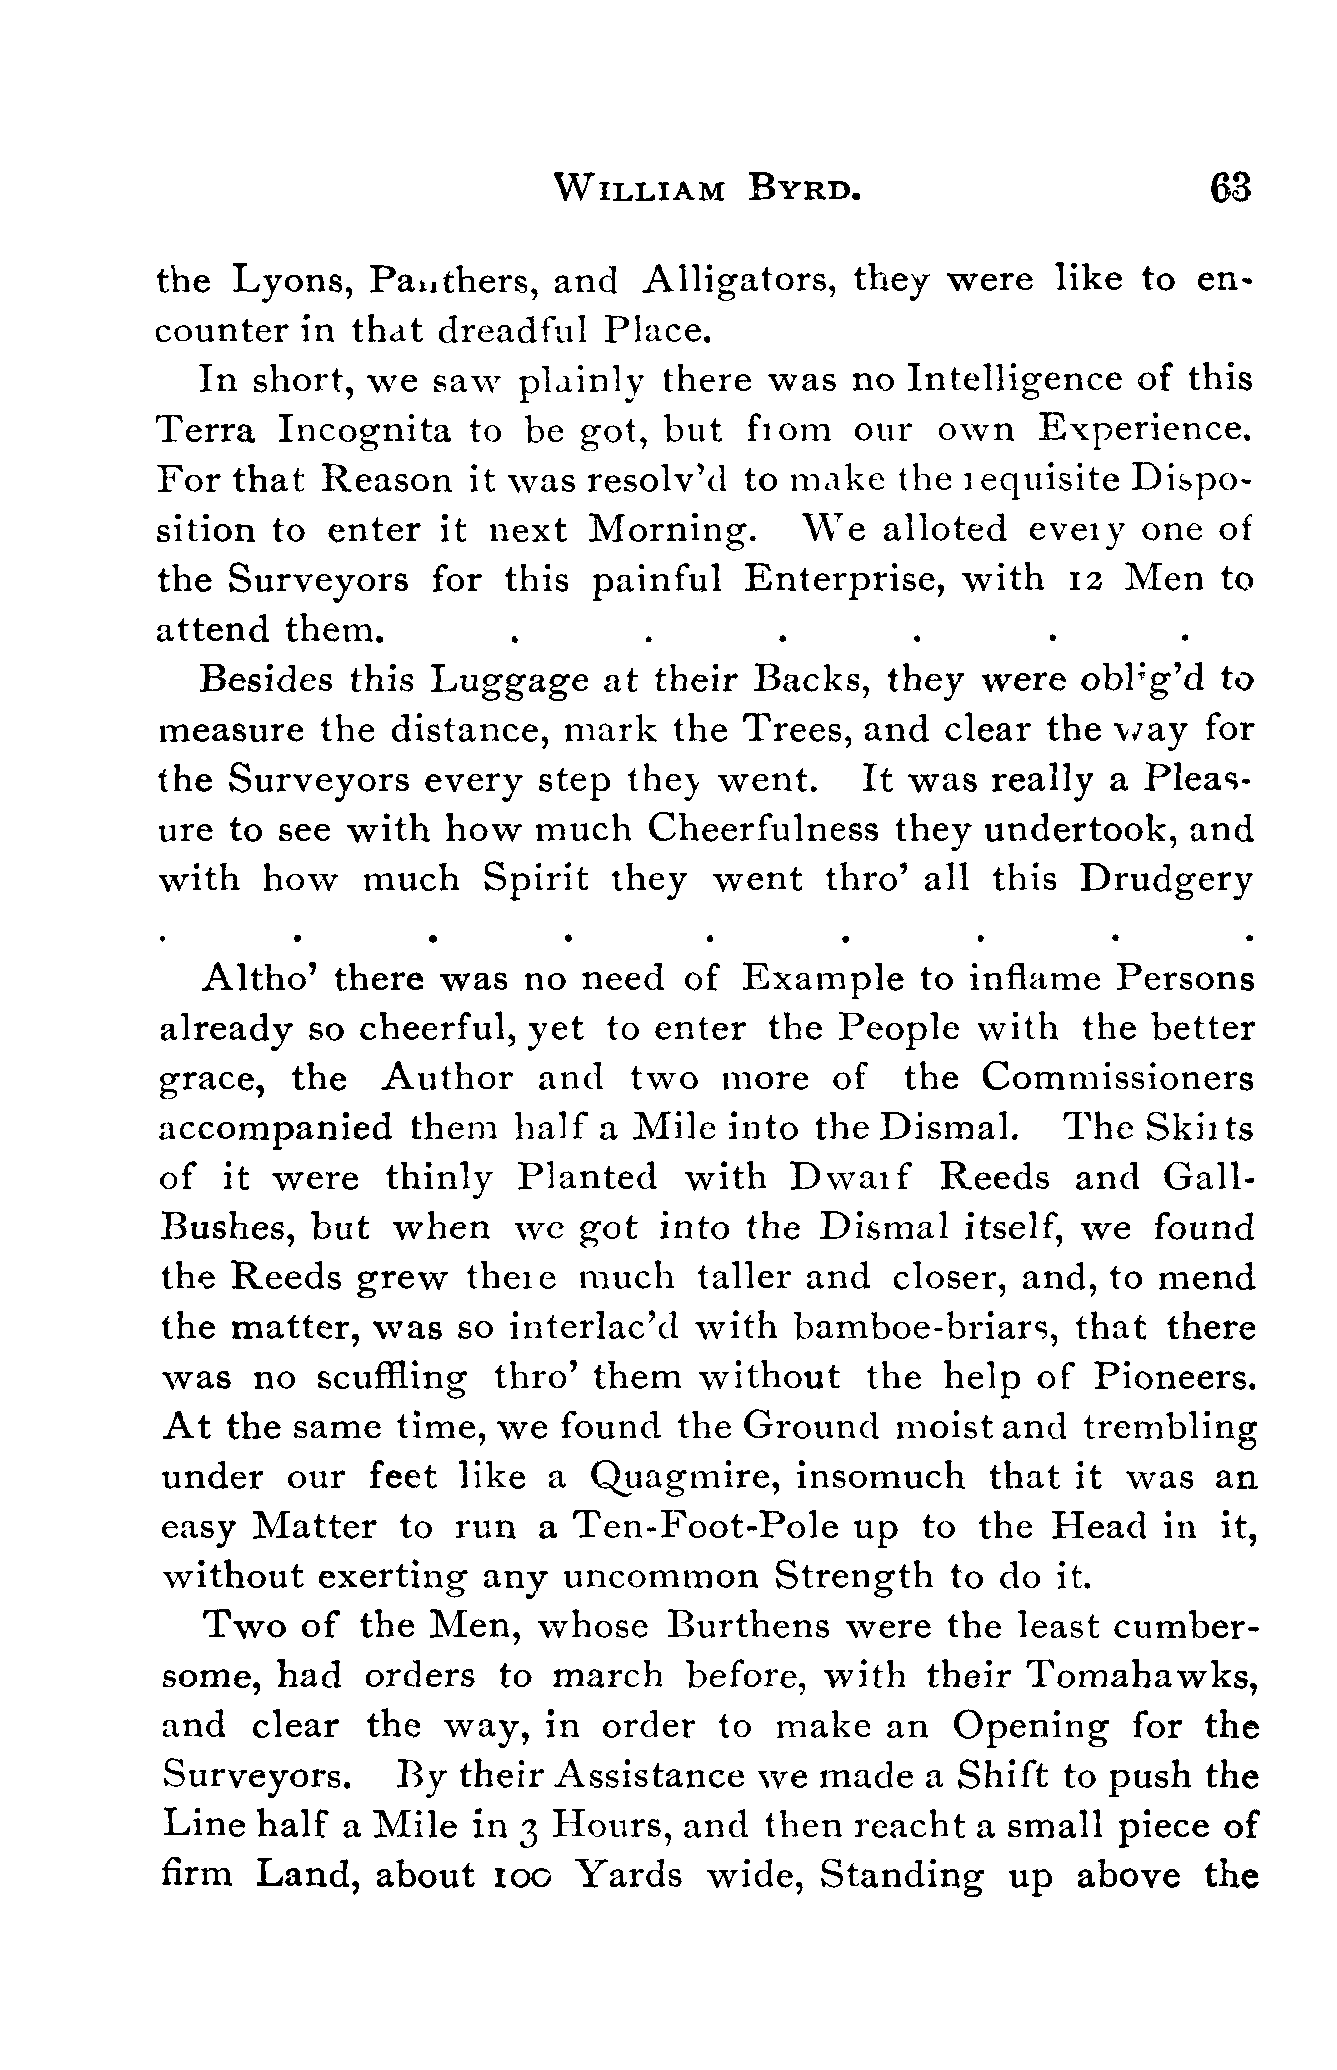 WILLIAM BYRD. 63
the Lyons, Panthers, and Alligators, they were like to en-
counter in that dreadful Place.
In short, we saw plainly there was no Intelligence of this
Terra Incognita to be got, but from our own Experience.
For that Reason it was resolv'd to make the requisite Dispo-
sition to enter it next Morning. We alloted every one of
the Surveyors for this painful Enterprise, with 12 Men to
attend them. . . . . . .
Besides this Luggage at their Backs, they were oblig'd to
measure the distance, mark the Trees, and clear the way for
the Surveyors every step they went. It was really a Pleas-
ure to see with how much Cheerfulness they undertook, and
with how much Spirit they went thro' all this Drudgery
. . . . . . . . .
Altho' there was no need of Example to inflame Persons
already so cheerful, yet to enter the People with the better
grace, the Author and two more of the Commissioners
accompanied them half a Mile into the Dismal. The Skirts
of it were thinly Planted with Dwarf Reeds and Gall-
Bushes, but when we got into the Dismal itself, we found
the Reeds grew there much taller and closer, and, to mend
the matter, was so interlac'd with bamboe-briars, that there
was no scuffling thro' them without the help of Pioneers.
At the same time, we found the Ground moist and trembling
under our feet like a Quagmire, insomuch that it was an
easy Matter to run a Ten-Foot-Pole up to the Head in it,
without exerting any uncommon Strength to do it.
Two of the Men, whose Burthens were the least cumber-
some, had orders to march before, with their Tomahawks,
and clear the way, in order to make an Opening for the
Surveyors. By their Assistance we made a Shift to push the
Line half a Mile in 3 Hours, and then reacht a small piece of
firm Land, about 100 Yards wide, Standing up above the